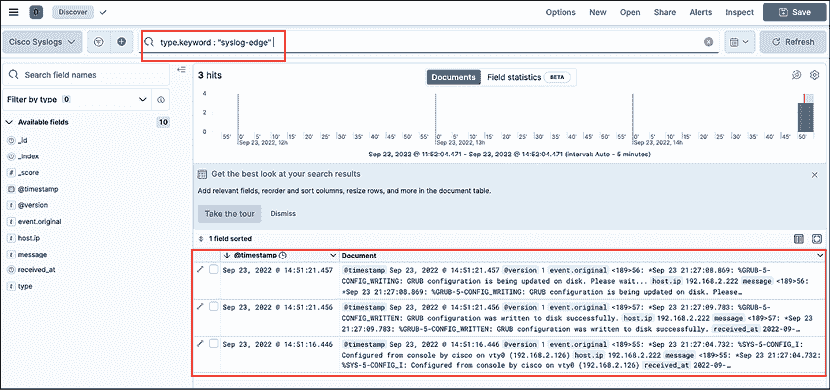 D Discover
Options New Open Share Alerts Inspect Save
Cisco Syslogs type.keyword : "syslog-edge" Refresh
Search field names
Filter by type 0
Available fields 10
_id
_index
_score
@timestamp
@version
event.original
host.ip
message
received_at
type
3 hits
Documents Field statistics BETA
4
2
0
55' 0' 5' 10' 15' 20' 25' 30' 35' 40' 45' 50' 55' 0' 5' 10' 15' 20' 25' 30' 35' 40' 45' 50' 55' 0' 5' 10' 15' 20' 25' 30' 35' 40' 45' 50'
Sep 23, 2022, 12h Sep 23, 2022, 13h Sep 23, 2022, 14h
Sep 23, 2022 @ 11:52:04.471 - Sep 23, 2022 @ 14:52:04.471 (interval: Auto - 5 minutes)
Get the best look at your search results
Add relevant fields, reorder and sort columns, resize rows, and more in the document table.
Take the tour Dismiss
1 field sorted
@timestamp Document
Sep 23, 2022 @ 14:51:21.457 @timestamp Sep 23, 2022 @ 14:51:21.457 @version 1 event.original <189>56: *Sep 23 21:27:08.869: %GRUB-5-
CONFIG_WRITING: GRUB configuration is being updated on disk. Please wait... host.ip 192.168.2.222 message <189>56: *S
ep 23 21:27:08.869: %GRUB-5-CONFIG_WRITING: GRUB configuration is being updated on disk. Please…
Sep 23, 2022 @ 14:51:21.456 @timestamp Sep 23, 2022 @ 14:51:21.456 @version 1 event.original <189>57: *Sep 23 21:27:09.783: %GRUB-5-
CONFIG_WRITTEN: GRUB configuration was written to disk successfully. host.ip 192.168.2.222 message <189>57: *Sep 23
21:27:09.783: %GRUB-5-CONFIG_WRITTEN: GRUB configuration was written to disk successfully. received_at 2022-09-…
Sep 23, 2022 @ 14:51:16.446 @timestamp Sep 23, 2022 @ 14:51:16.446 @version 1 event.original <189>55: *Sep 23 21:27:04.732: %SYS-5-CONFIG_I:
Configured from console by cisco on vty0 (192.168.2.126) host.ip 192.168.2.222 message <189>55: *Sep 23 21:27:04.732:
%SYS-5-CONFIG_I: Configured from console by cisco on vty0 (192.168.2.126) received_at 2022-09-…